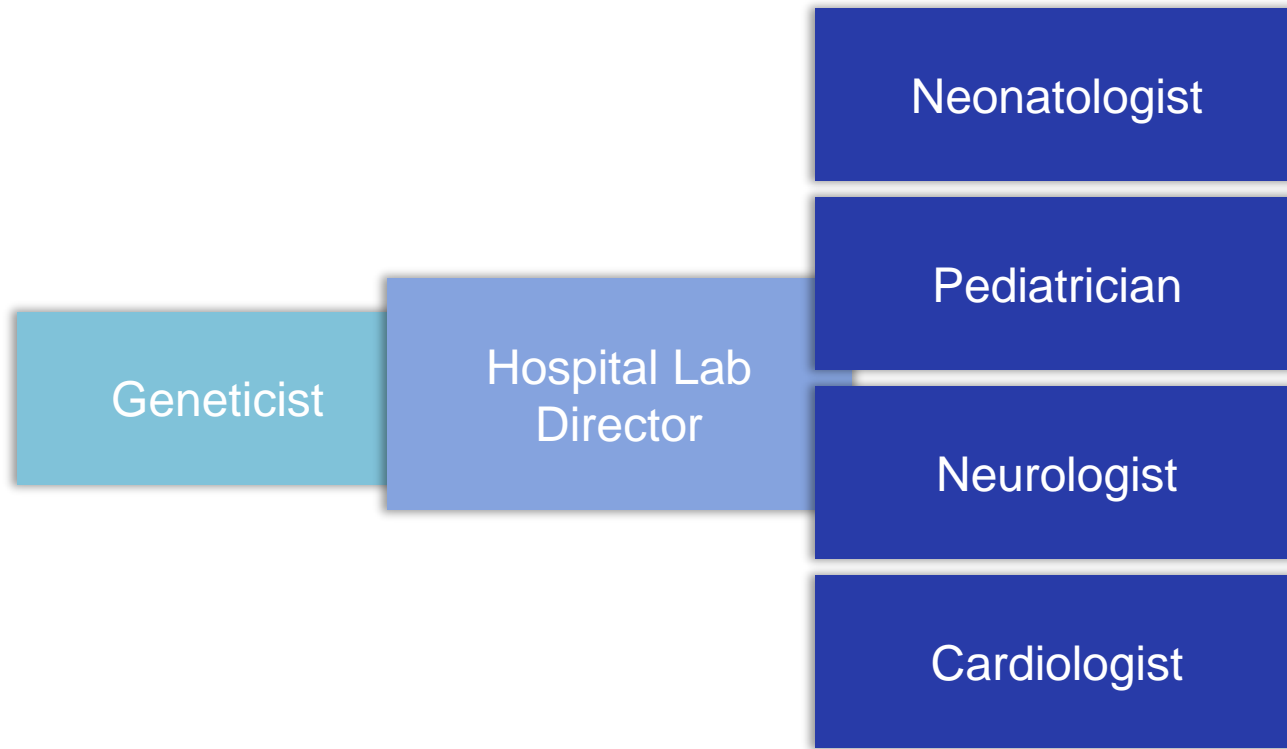 Geneticist
Hospital Lab
Director
Neonatologist
Pediatrician
Neurologist
Cardiologist